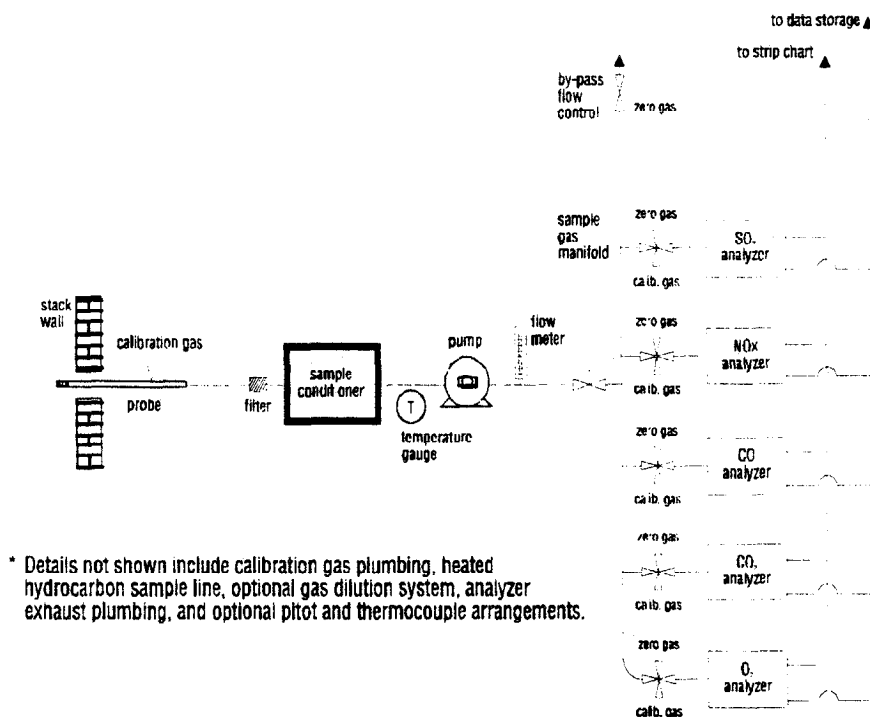 to data storage
to strip chart
by-pass
flow
control
zero gas
sample
gas
manifold
zero gas
calib. gas
SO₂
analyzer
stack
wall
calibration gas
probe
filter
sample
conditioner
T
temperature
gauge
pump
flow
meter
zero gas
calib. gas
NOx
analyzer
zero gas
calib. gas
CO
analyzer
zero gas
calib. gas
CO₂
analyzer
zero gas
calib. gas
O₂
analyzer
* Details not shown include calibration gas plumbing, heated
hydrocarbon sample line, optional gas dilution system, analyzer
exhaust plumbing, and optional pitot and thermocouple arrangements.